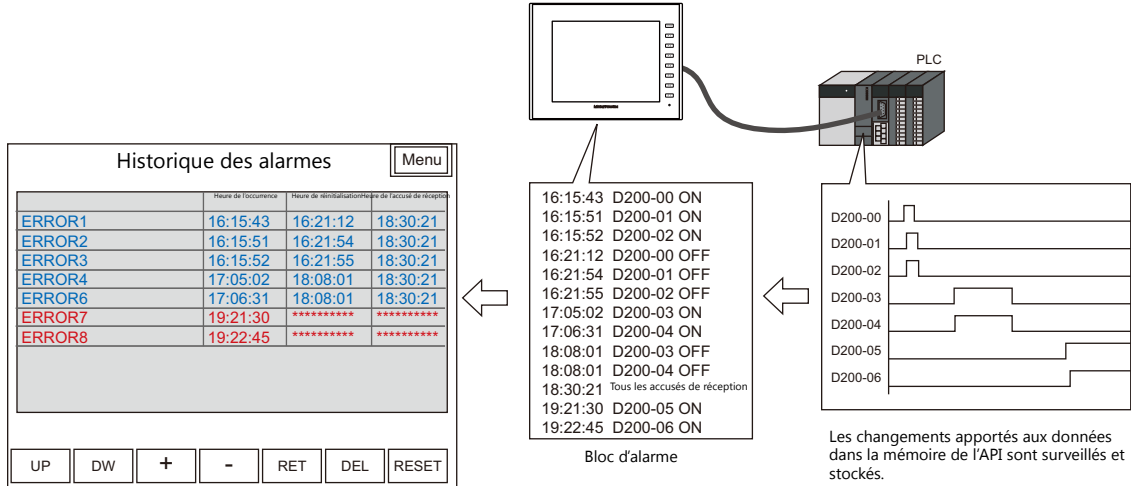 PLC
Historique des alarmes
Menu
Heure de l'occurrence Heure de réinitialisation Heure de l'accusé de réception
ERROR1 16:15:43 16:21:12 18:30:21
ERROR2 16:15:51 16:21:54 18:30:21
ERROR3 16:15:52 16:21:55 18:30:21
ERROR4 17:05:02 18:08:01 18:30:21
ERROR6 17:06:31 18:08:01 18:30:21
ERROR7 19:21:30 ********** **********
ERROR8 19:22:45 ********** **********
UP DW + - RET DEL RESET
16:15:43 D200-00 ON
16:15:51 D200-01 ON
16:15:52 D200-02 ON
16:21:12 D200-00 OFF
16:21:54 D200-01 OFF
16:21:55 D200-02 OFF
17:05:02 D200-03 ON
17:06:31 D200-04 ON
18:08:01 D200-03 OFF
18:08:01 D200-04 OFF
18:30:21 Tous les accusés de réception
19:21:30 D200-05 ON
19:22:45 D200-06 ON
Bloc d'alarme
D200-00
D200-01
D200-02
D200-03
D200-04
D200-05
D200-06
Les changements apportés aux données
dans la mémoire de l'API sont surveillés et
stockés.